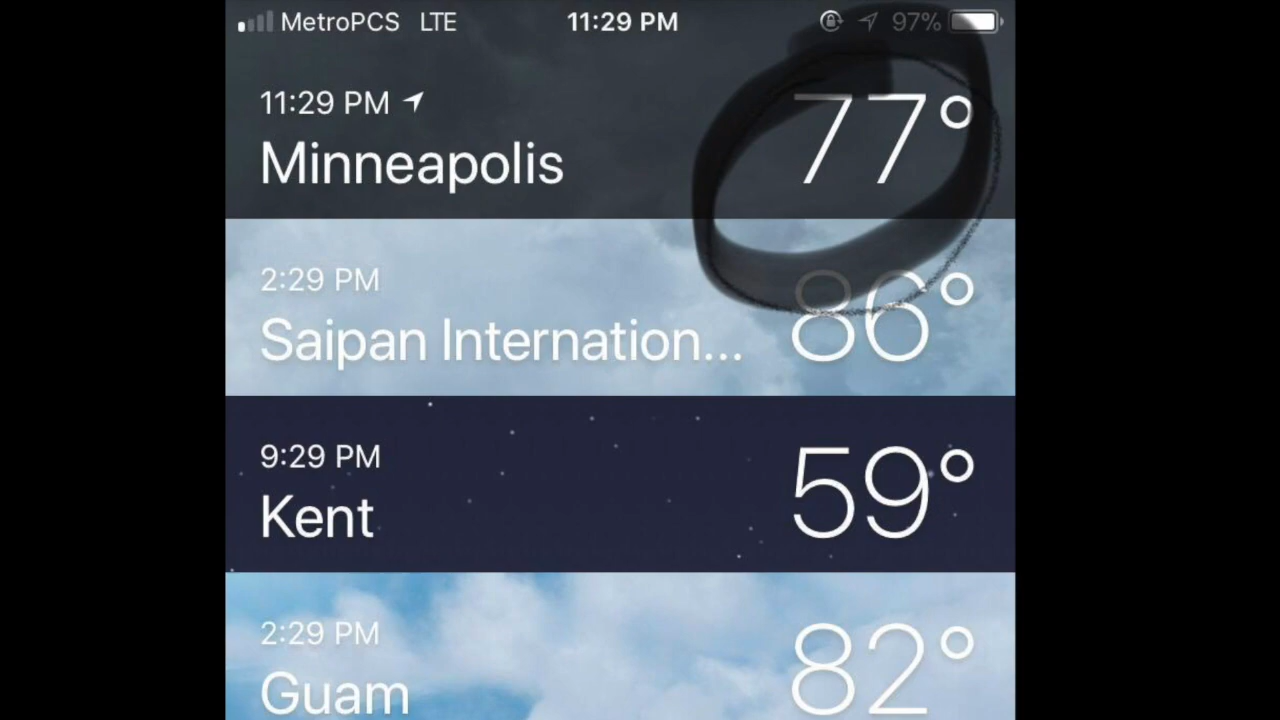 MetroPCS LTE 11:29 PM 97%
11:29 PM
Minneapolis 77°
2:29 PM
Saipan Internation... 86°
9:29 PM
Kent 59°
2:29 PM
Guam 82°